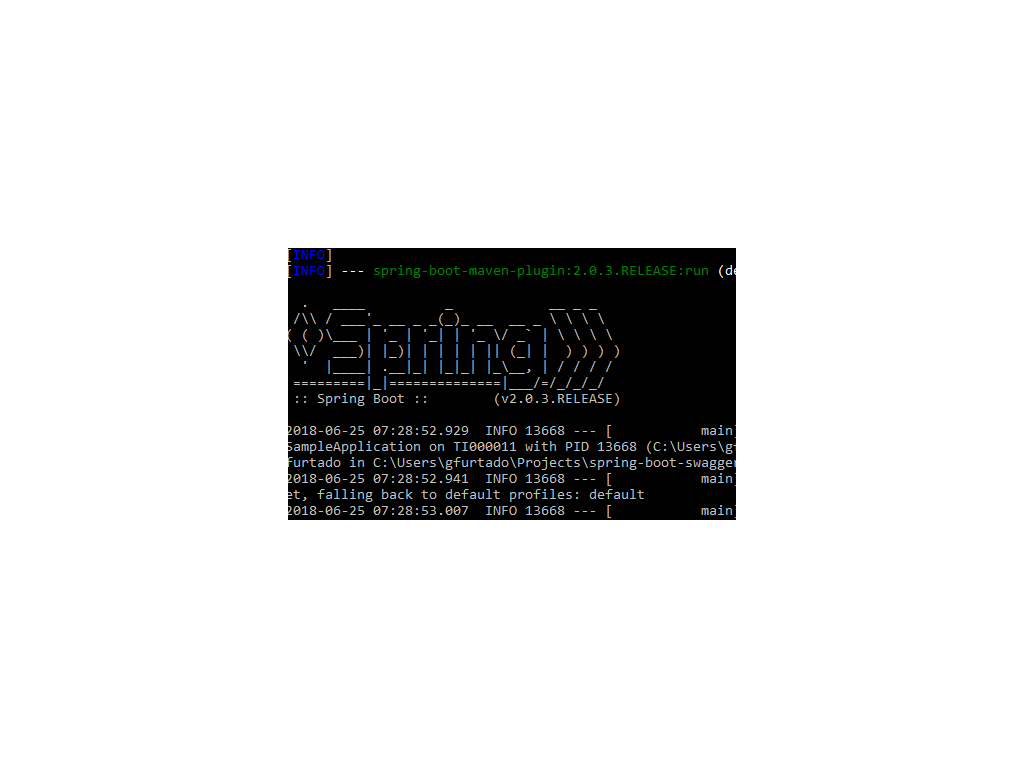 [INFO]
[INFO] --- spring-boot-maven-plugin:2.0.3.RELEASE:run (de
  .   ____          _            __ _ _
 /\\ / ___'_ __ _ _(_)_ __  __ _ \ \ \ \
( ( )\___ | '_ | '_| | '_ \/ _` | \ \ \ \
 \\/  ___)| |_)| | | | | || (_| |  ) ) ) )
  '  |____| .__|_| |_|_| |_\__, | / / / /
 =========|_|==============|___/=/_/_/_/
 :: Spring Boot ::        (v2.0.3.RELEASE)
2018-06-25 07:28:52.929  INFO 13668 --- [           main]
SampleApplication on TI000011 with PID 13668 (C:\Users\gf
furtado in C:\Users\gfurtado\Projects\spring-boot-swagger
2018-06-25 07:28:52.941  INFO 13668 --- [           main]
et, falling back to default profiles: default
2018-06-25 07:28:53.007  INFO 13668 --- [           main]